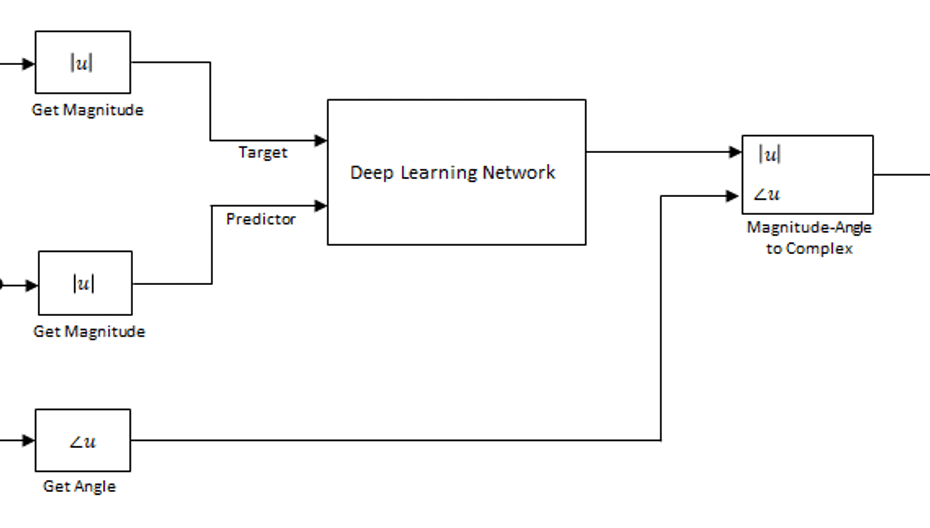 |u|
Get Magnitude
Target
Deep Learning Network
|u|
∠u
Magnitude-Angle
to Complex
Predictor
|u|
Get Magnitude
∠u
Get Angle